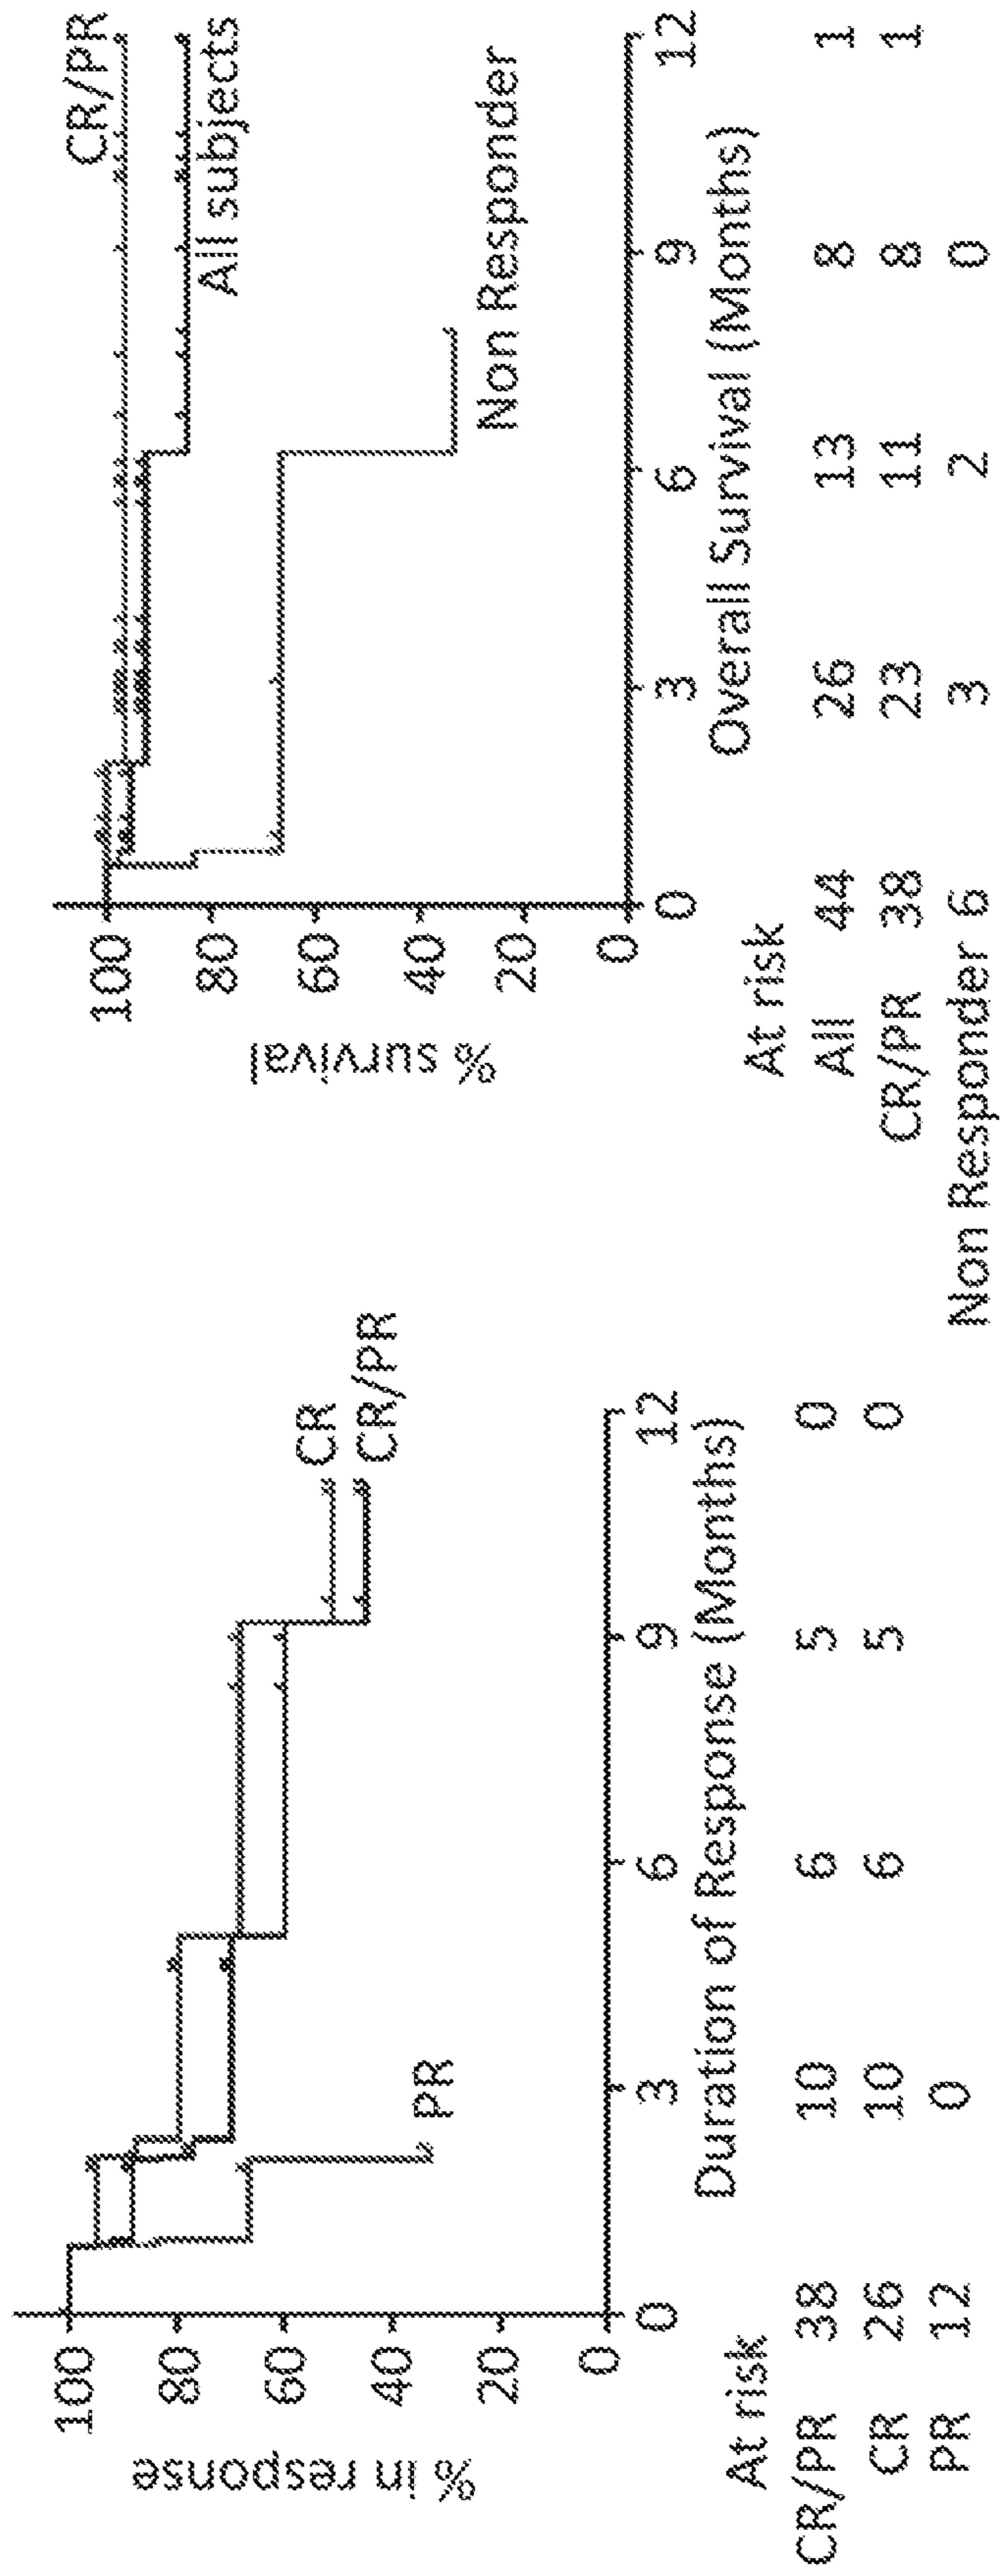 % in response
100
80
60
40
20
0
CR
CR/PR
PR
0 3 6 9 12
Duration of Response (Months)
At risk
CR/PR 38 10 6 5 0
CR 26 10 6 5 0
PR 12 0
% survival
100
80
60
40
20
0
CR/PR
All subjects
Non Responder
0 3 6 9 12
Overall Survival (Months)
At risk
All 44 26 13 8 1
CR/PR 38 23 11 8 1
Non Responder 6 3 2 0